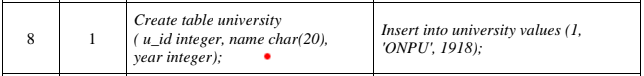 8
1
Create table university
( u_id integer, name char(20),
year integer);
Insert into university values (1,
'ONPU', 1918);